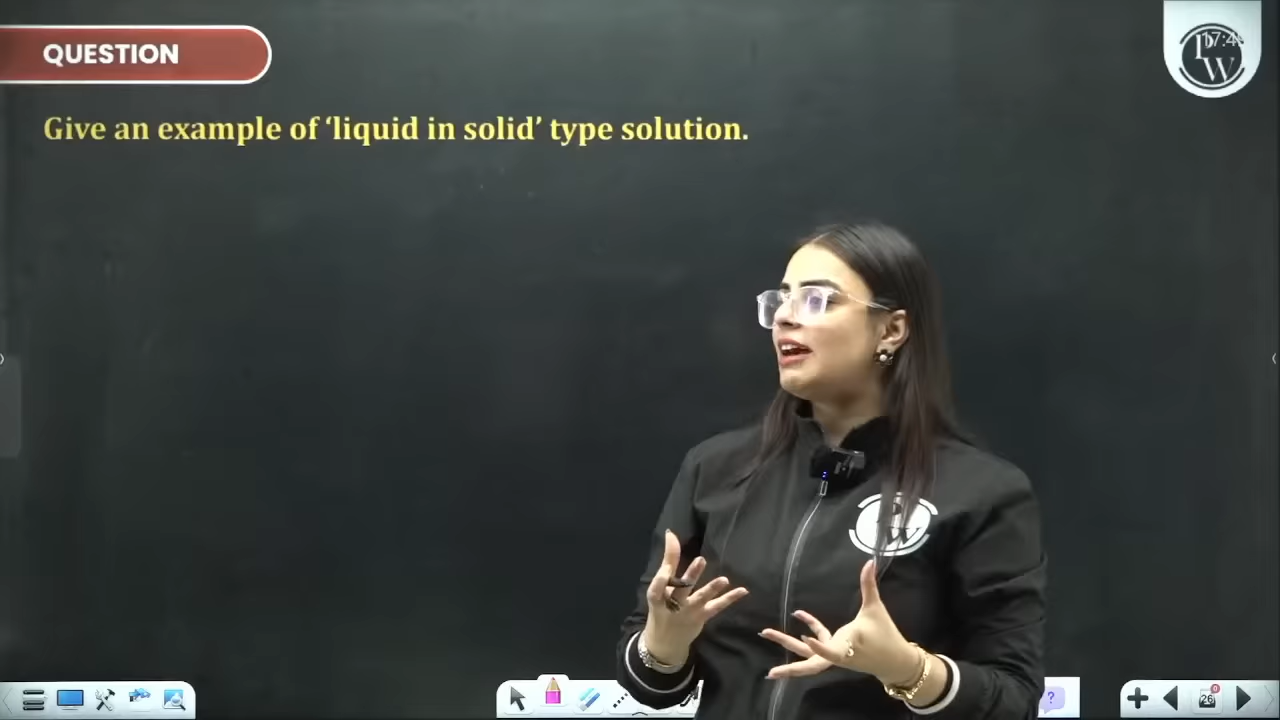 QUESTION
Give an example of ‘liquid in solid’ type solution.